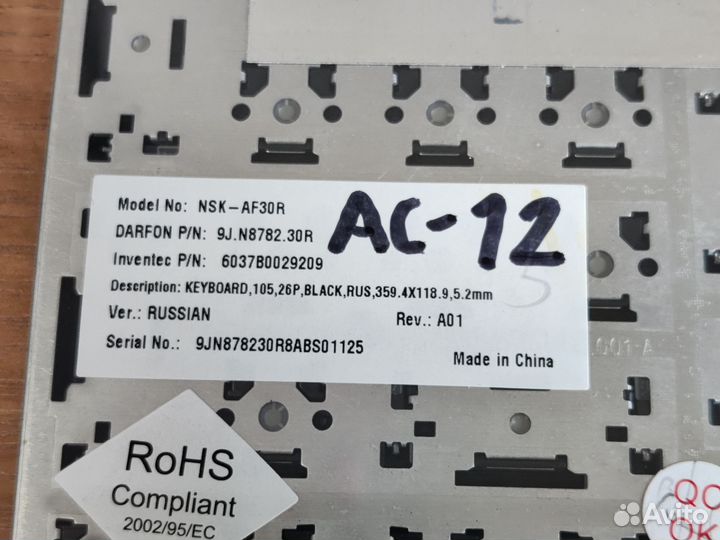 Model No: NSK-AF30R
DARFON P/N: 9J.N8782.30R
Inventec P/N: 6037B0029209
AC-12
Description: KEYBOARD,105,26P,BLACK,RUS,359.4X118.9,5.2mm
Ver.: RUSSIAN Rev.: A01
Serial No.: 9JN878230R8ABS01125
Made in China
RoHS
Compliant
2002/95/EC
QC
OK
Avito